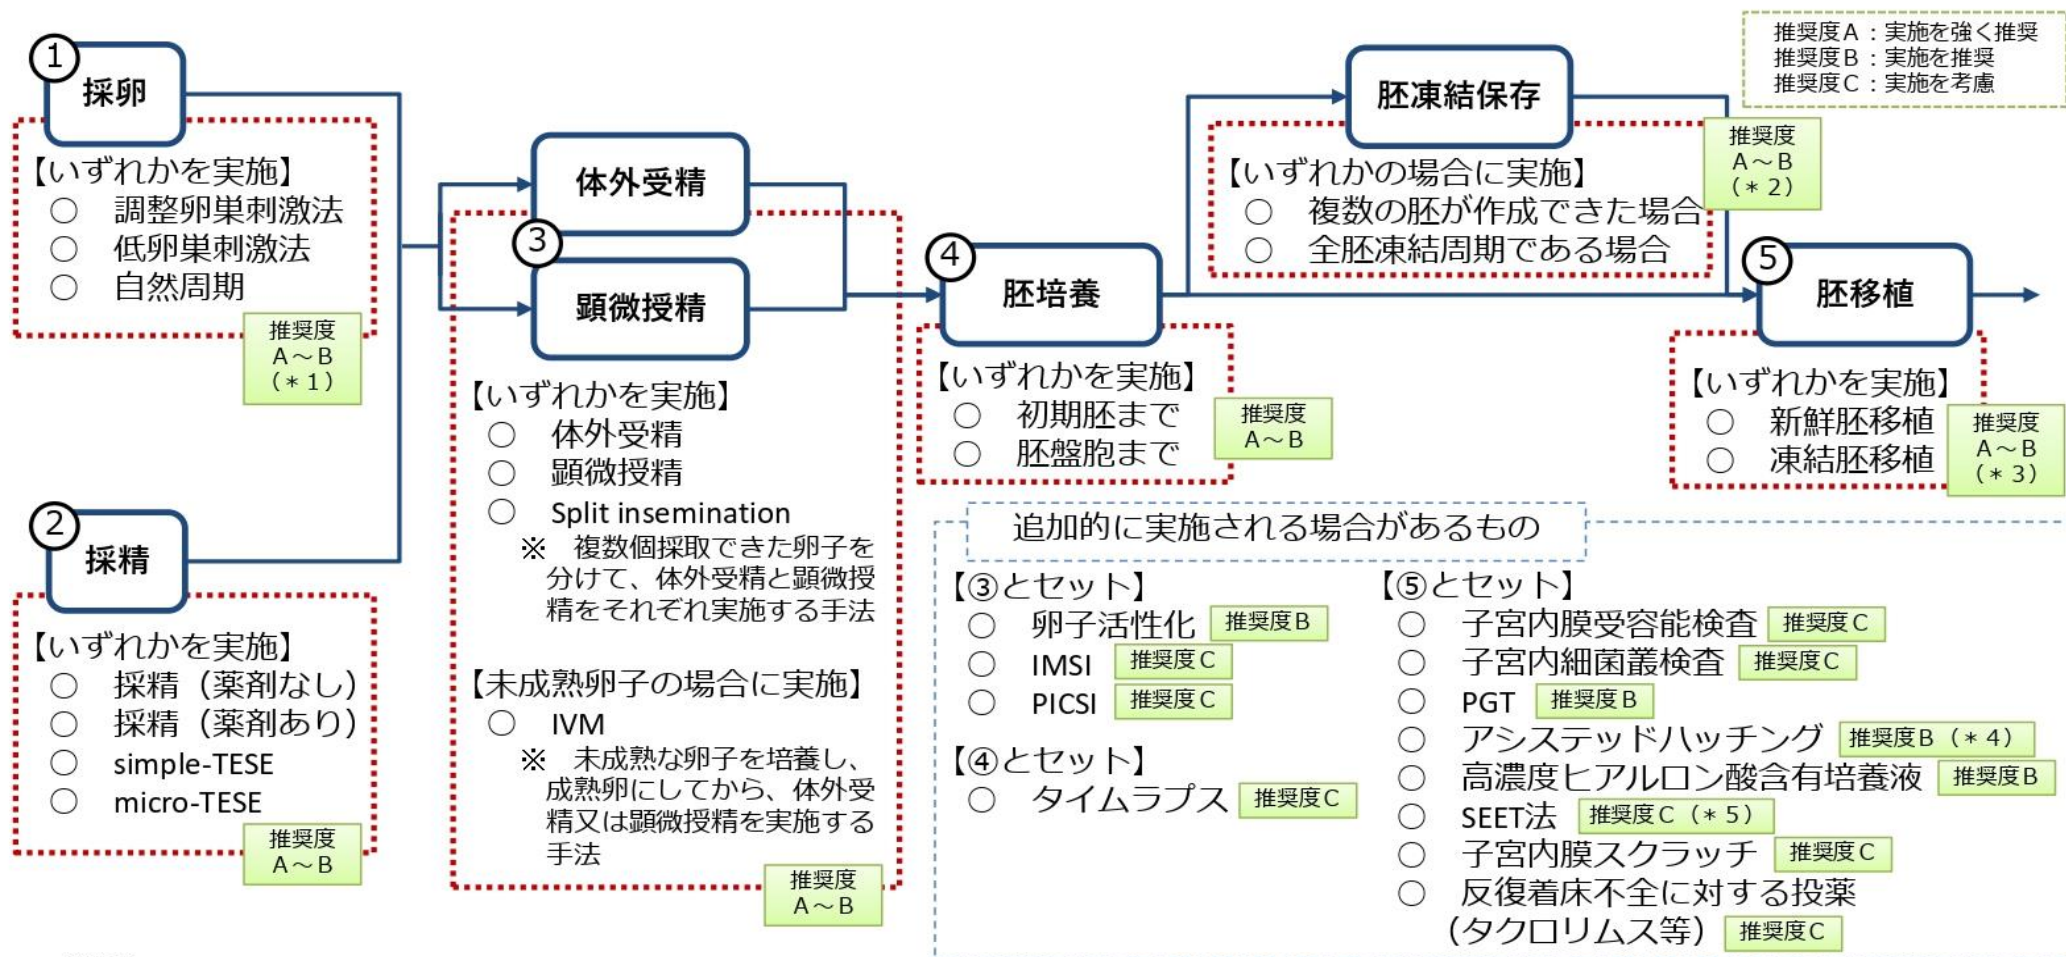 推奨度A：実施を強く推奨
推奨度B：実施を推奨
推奨度C：実施を考慮
①
採卵
【いずれかを実施】
○ 調整卵巣刺激法
○ 低卵巣刺激法
○ 自然周期
推奨度
A～B
(＊1)
②
採精
【いずれかを実施】
○ 採精（薬剤なし）
○ 採精（薬剤あり）
○ simple-TESE
○ micro-TESE
推奨度
A～B
体外受精
③
顕微授精
【いずれかを実施】
○ 体外受精
○ 顕微授精
○ Split insemination
※ 複数個採取できた卵子を
分けて、体外受精と顕微授
精をそれぞれ実施する手法
【未成熟卵子の場合に実施】
○ IVM
※ 未成熟な卵子を培養し、
成熟卵にしてから、体外受
精又は顕微授精を実施する
手法
推奨度
A～B
④
胚培養
【いずれかを実施】
○ 初期胚まで
○ 胚盤胞まで
推奨度
A～B
胚凍結保存
【いずれかの場合に実施】
○ 複数の胚が作成できた場合
○ 全胚凍結周期である場合
推奨度
A～B
(＊2)
⑤
胚移植
【いずれかを実施】
○ 新鮮胚移植
○ 凍結胚移植
推奨度
A～B
(＊3)
追加的に実施される場合があるもの
【③とセット】
○ 卵子活性化 推奨度B
○ IMSI 推奨度C
○ PICSI 推奨度C
【④とセット】
○ タイムラプス 推奨度C
【⑤とセット】
○ 子宮内膜受容能検査 推奨度C
○ 子宮内細菌叢検査 推奨度C
○ PGT 推奨度B
○ アシステッドハッチング 推奨度B（＊4）
○ 高濃度ヒアルロン酸含有培養液 推奨度B
○ SEET法 推奨度C（＊5）
○ 子宮内膜スクラッチ 推奨度C
○ 反復着床不全に対する投薬
（タクロリムス等） 推奨度C